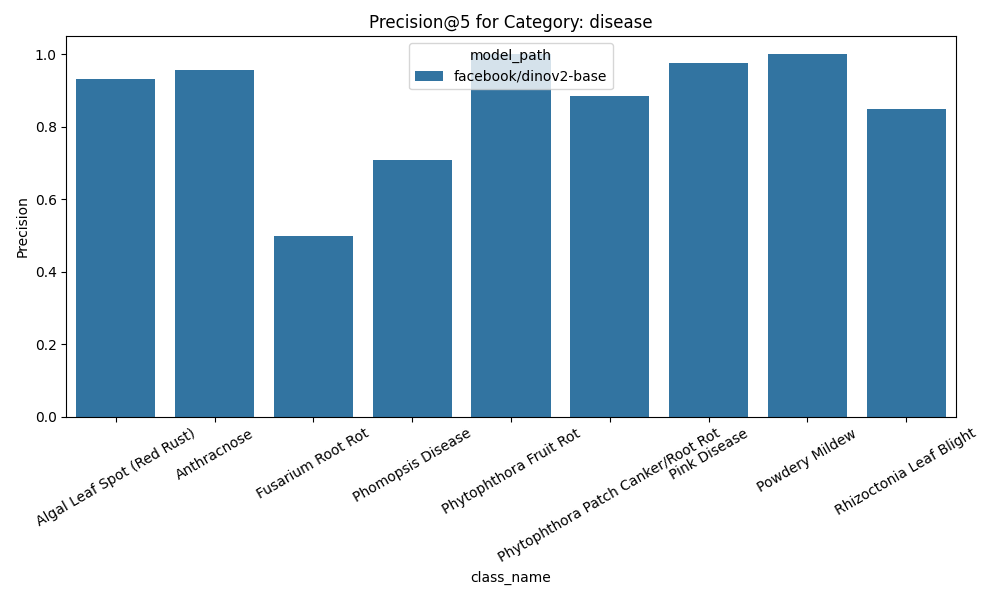 Precision@5 for Category: disease
model_path
facebook/dinov2-base
Precision
1.0
0.8
0.6
0.4
0.2
0.0
Algal Leaf Spot (Red Rust)
Anthracnose
Fusarium Root Rot
Phomopsis Disease
Phytophthora Fruit Rot
Phytophthora Patch Canker/Root Rot
Pink Disease
Powdery Mildew
Rhizoctonia Leaf Blight
class_name